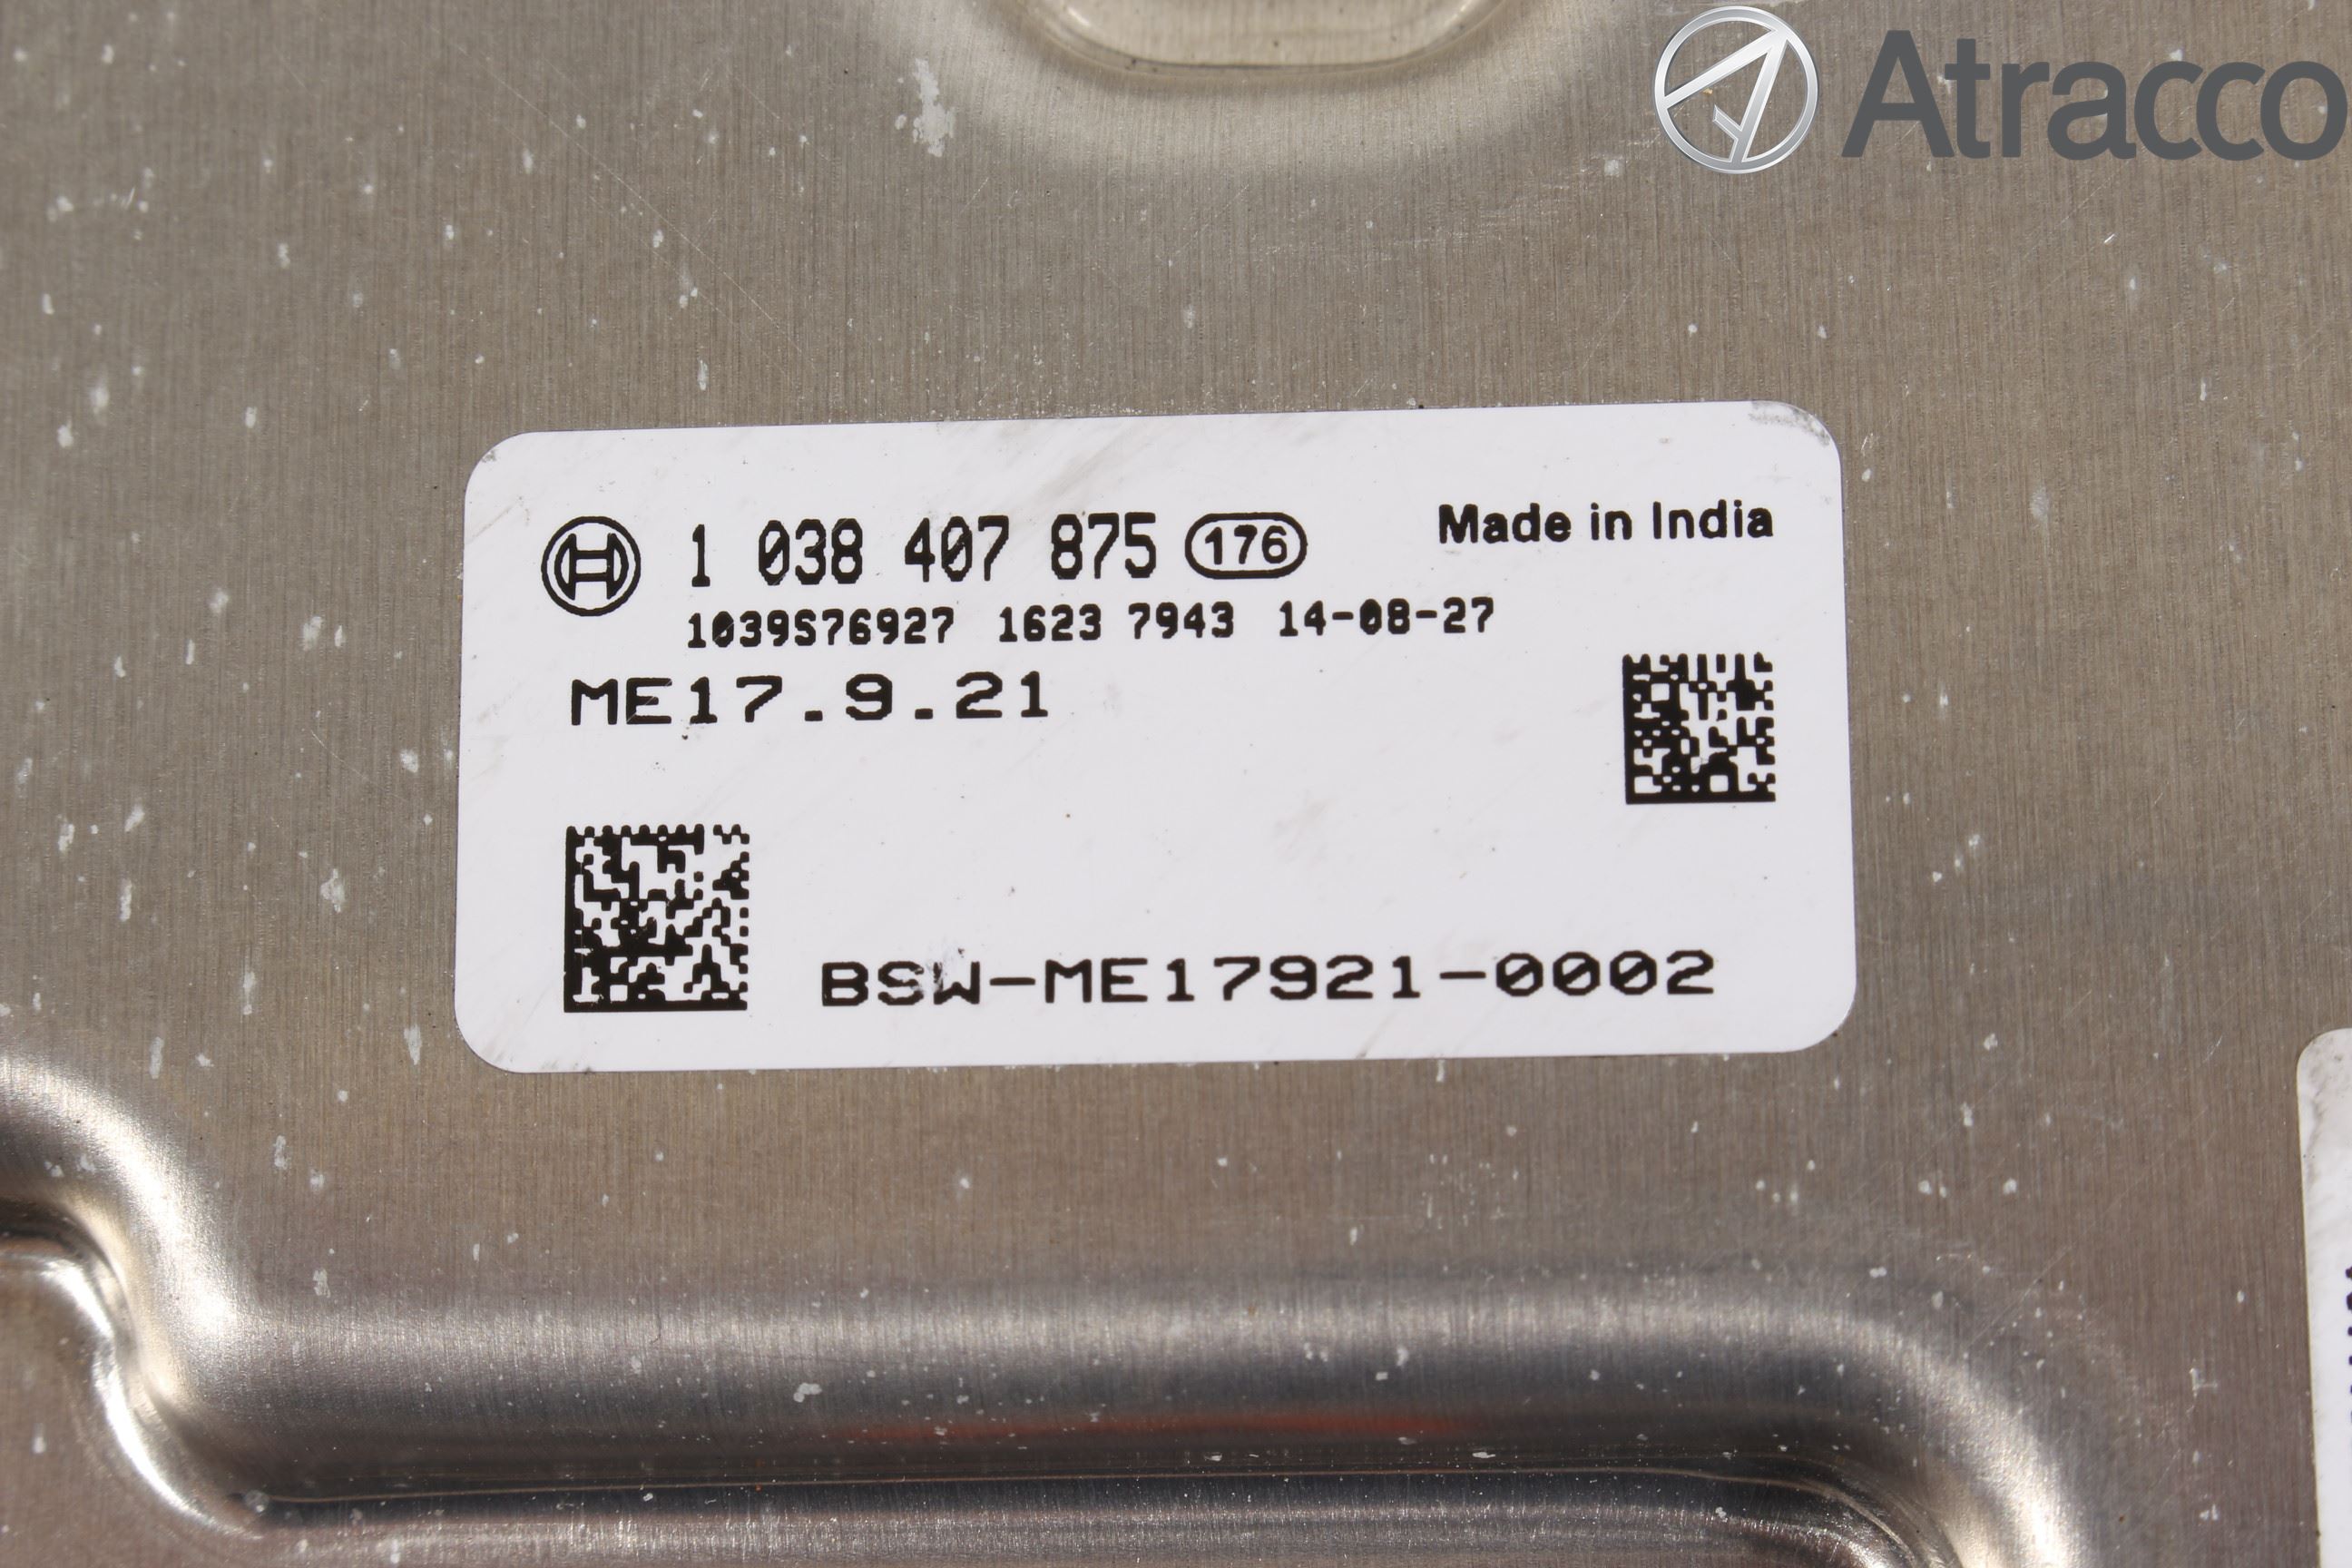 Atracco
1 038 407 875 176 Made in India
1039S76927 1623 7943 14-08-27
ME17.9.21
BSW-ME17921-0002